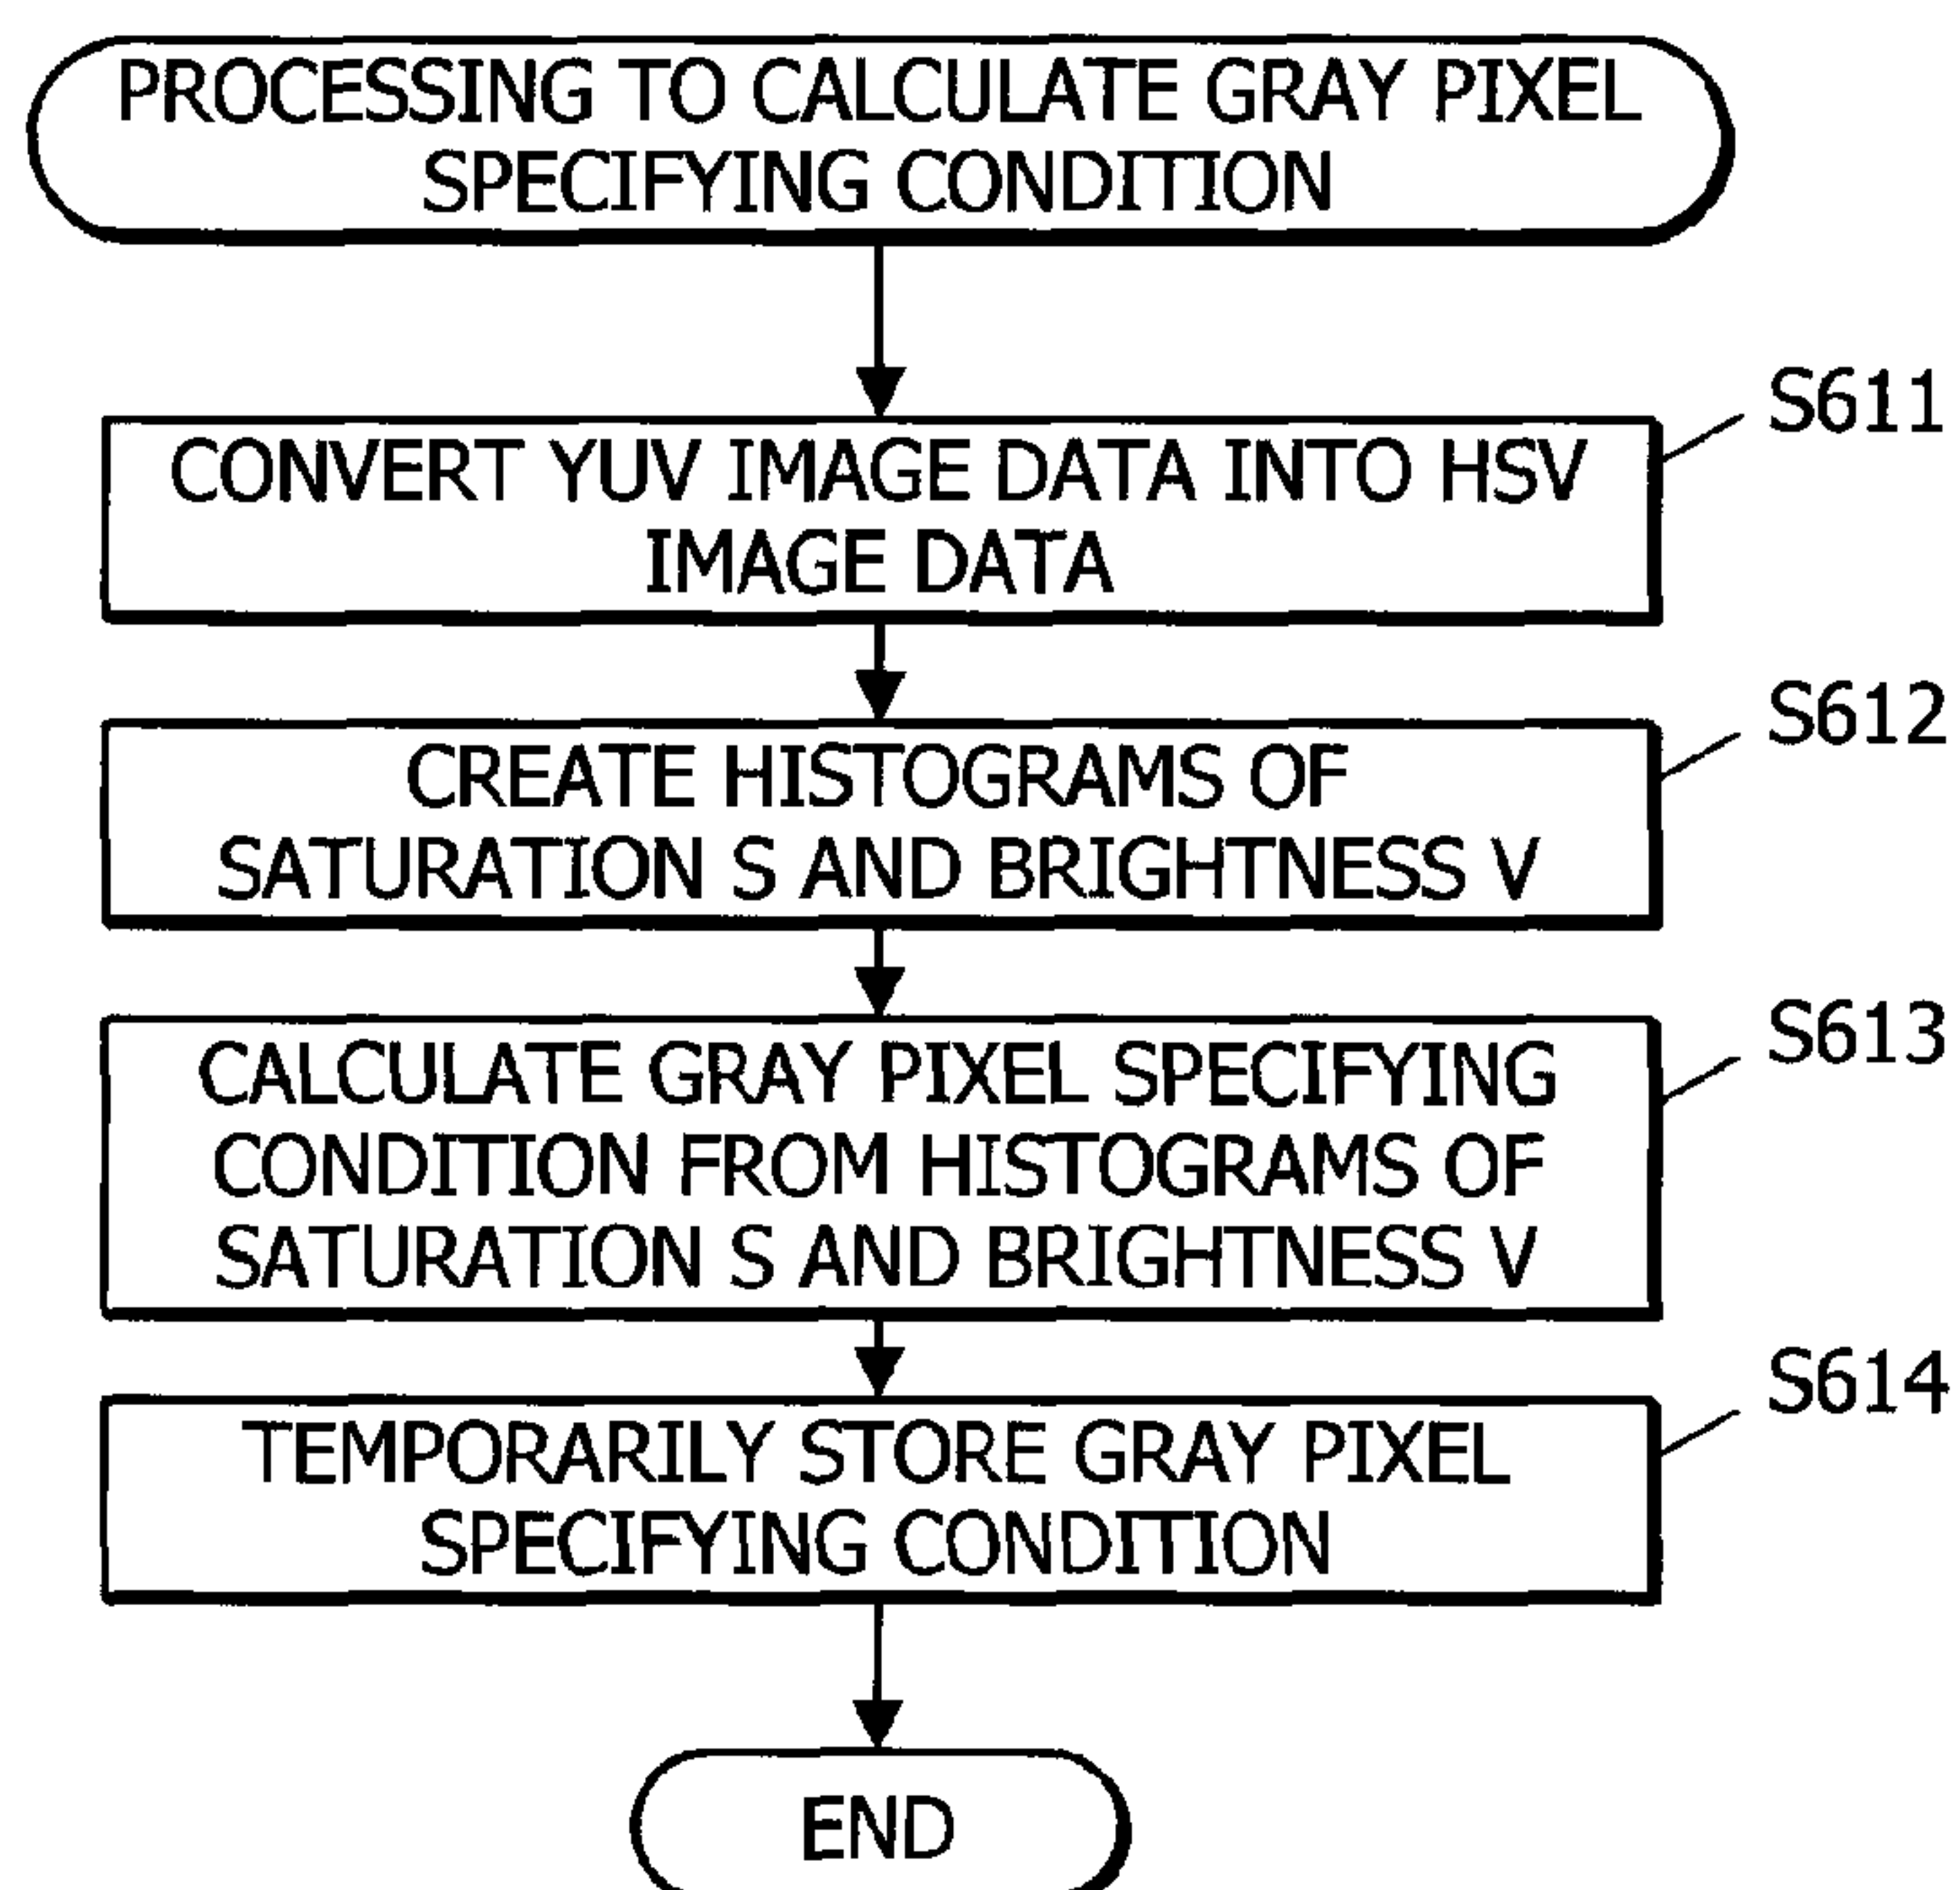 PROCESSING TO CALCULATE GRAY PIXEL
SPECIFYING CONDITION
S611
CONVERT YUV IMAGE DATA INTO HSV
IMAGE DATA
S612
CREATE HISTOGRAMS OF
SATURATION S AND BRIGHTNESS V
S613
CALCULATE GRAY PIXEL SPECIFYING
CONDITION FROM HISTOGRAMS OF
SATURATION S AND BRIGHTNESS V
S614
TEMPORARILY STORE GRAY PIXEL
SPECIFYING CONDITION
END